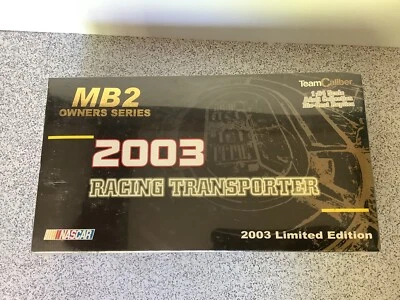 MB2
OWNERS SERIES
TeamCaliber
2003
RACING TRANSPORTER
NASCAR
2003 Limited Edition